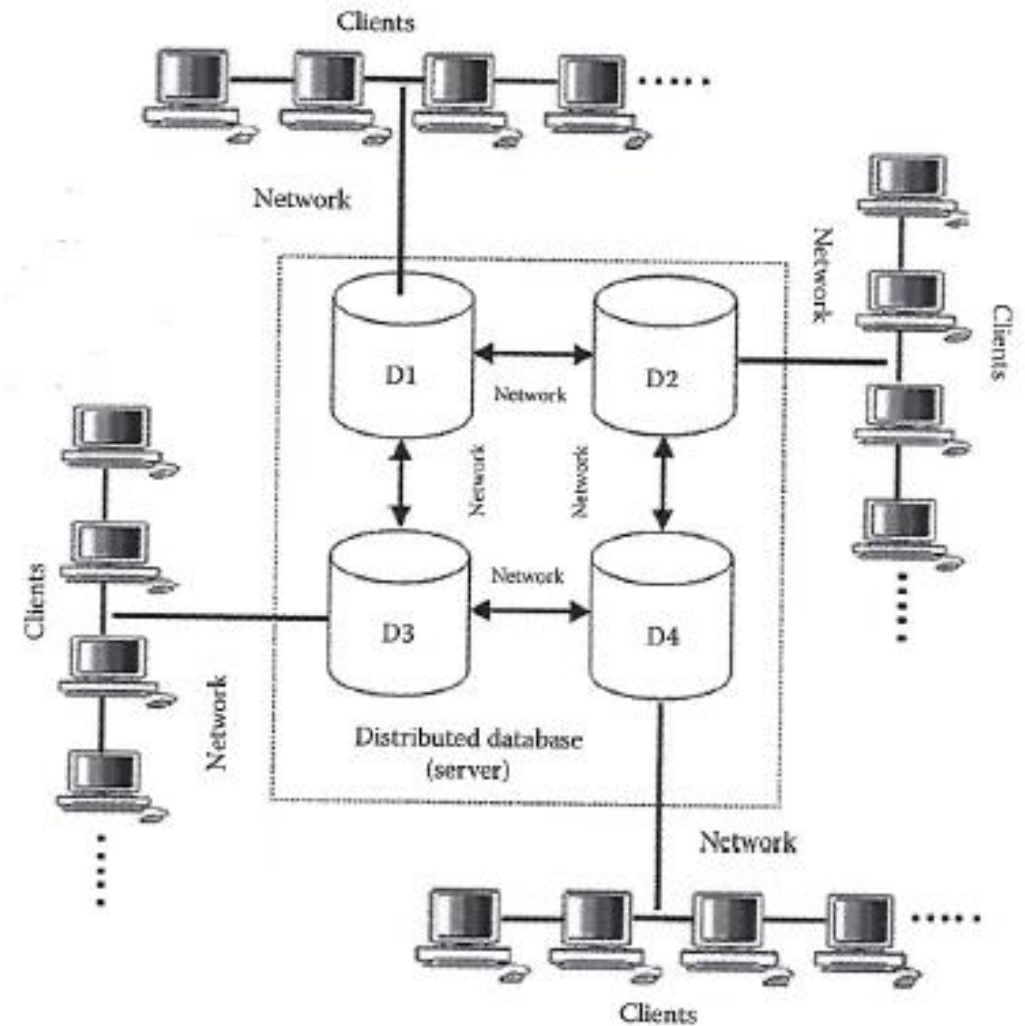 Clients
Network
Network
Clients
D1
D2
Network
Network
Network
Clients
Network
D3
D4
Network
Distributed database
(server)
Network
Clients